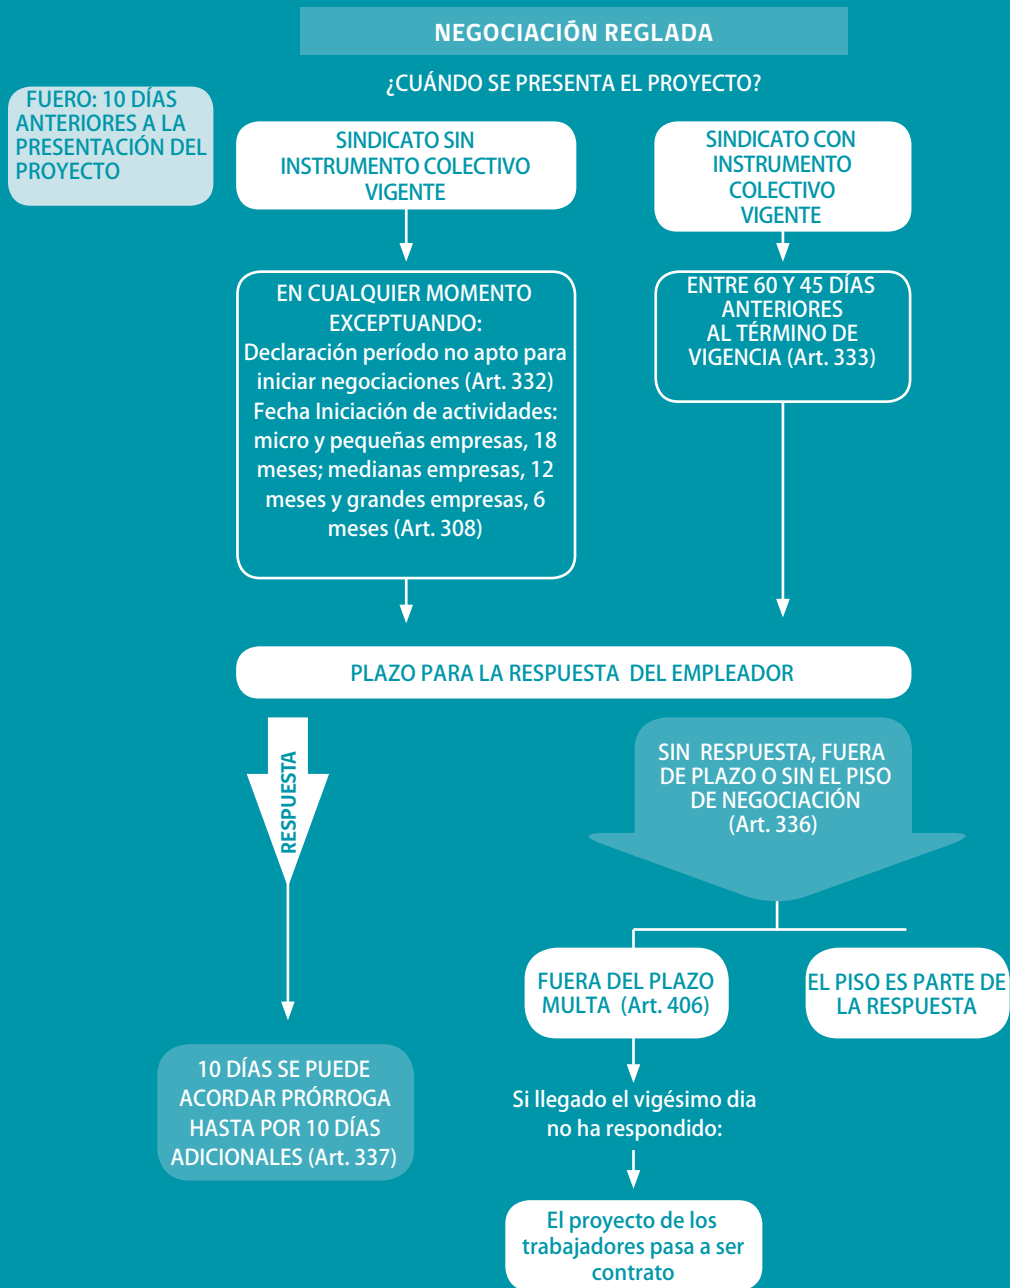 NEGOCIACIÓN REGLADA
¿CUÁNDO SE PRESENTA EL PROYECTO?
FUERO: 10 DÍAS
ANTERIORES A LA
PRESENTACIÓN DEL
PROYECTO
SINDICATO SIN
INSTRUMENTO COLECTIVO
VIGENTE
SINDICATO CON
INSTRUMENTO
COLECTIVO
VIGENTE
EN CUALQUIER MOMENTO
EXCEPTUANDO:
Declaración período no apto para
iniciar negociaciones (Art. 332)
Fecha Iniciación de actividades:
micro y pequeñas empresas, 18
meses; medianas empresas, 12
meses y grandes empresas, 6
meses (Art. 308)
ENTRE 60 Y 45 DÍAS
ANTERIORES
AL TÉRMINO DE
VIGENCIA (Art. 333)
PLAZO PARA LA RESPUESTA DEL EMPLEADOR
RESPUESTA
SIN RESPUESTA, FUERA
DE PLAZO O SIN EL PISO
DE NEGOCIACIÓN
(Art. 336)
FUERA DEL PLAZO
MULTA (Art. 406)
EL PISO ES PARTE DE
LA RESPUESTA
10 DÍAS SE PUEDE
ACORDAR PRÓRROGA
HASTA POR 10 DÍAS
ADICIONALES (Art. 337)
Si llegado el vigésimo dia
no ha respondido:
El proyecto de los
trabajadores pasa a ser
contrato